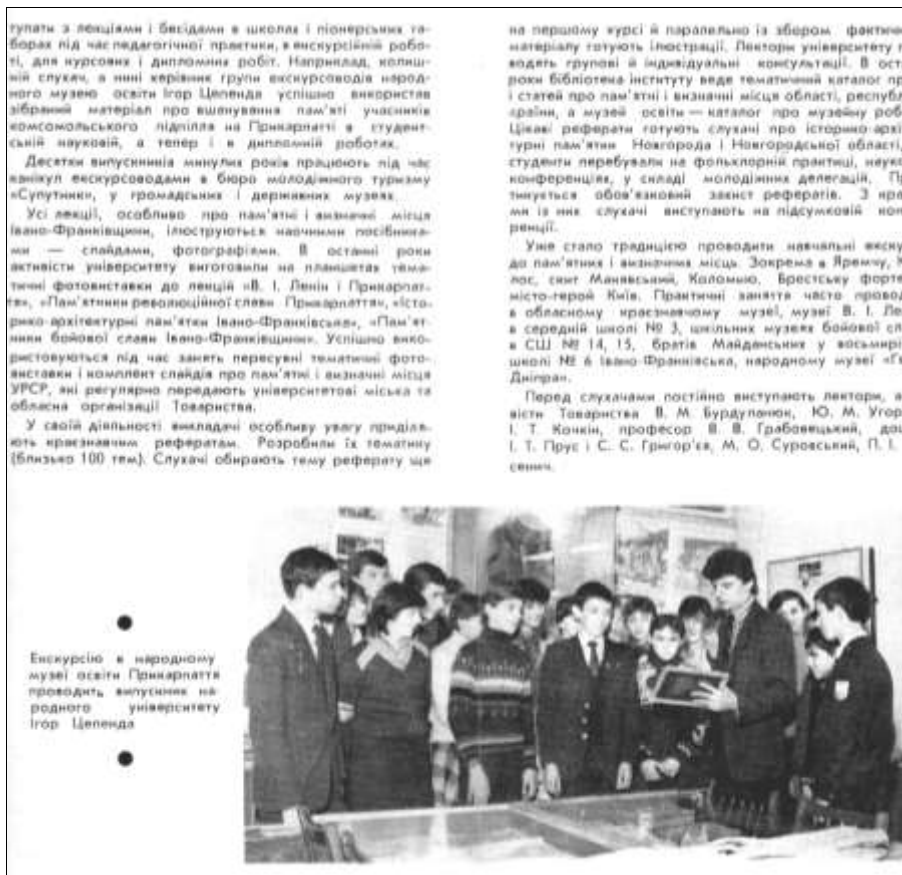 тупати з лекціями і бесідами в школах і піонерських та-
борах під час педагогічної практики, в екскурсійній робо-
ті, для курсових і дипломних робіт. Наприклад, колиш-
ній слухач, а нині керівник групи екскурсоводів народ-
ного музею освіти Ігор Цепенда успішно використав
зібраний матеріал про вшанування пам'яті учасників
комсомольського підпілля на Прикарпатті в студент-
ській науковій, а тепер і в дипломній роботах.
Десятки випускників минулих років працюють під час
канікул екскурсоводами в бюро молодіжного туризму
«Супутник», у громадських і державних музеях.
Усі лекції, особливо про пам'ятні і визначні місця
Івано-Франківщини, ілюструються наочними посібника-
ми — слайдами, фотографіями. В останні роки
активісти університету виготовили на планшетах тема-
тичні фотовиставки до лекцій «В. І. Ленін і Прикарпат-
тя», «Пам'ятники революційної слави Прикарпаття», «Істо-
рико-архітектурні пам'ятки Івано-Франківська», «Пам'ят-
ники бойової слави Івано-Франківщини». Успішно вико-
ристовуються під час занять пересувні тематичні фото-
виставки і комплект слайдів про пам'ятні і визначні місця
УРСР, які регулярно передають університетові міська та
обласна організації Товариства.
У своїй діяльності викладачі особливу увагу приділя-
ють краєзнавчим рефератам. Розробили їх тематику
(близько 100 тем). Слухачі обирають тему реферату ще
на першому курсі й паралельно із збором фактич
матеріалу готують ілюстрації. Лектори університету п
водять групові й індивідуальні консультації. В ост
роки бібліотека інституту веде тематичний каталог пр
і статей про пам'ятні і визначні місця області, республ
країни, а музей освіти — каталог про музейну роб
Цікаві реферати готують слухачі про історико-архі
турні пам'ятки Новгорода і Новгородської області,
студенти перебували на фольклорній практиці, науко
конференціях, у складі молодіжних делегацій. Пр
тикується обов'язковий захист рефератів. З кра
ми із них слухачі виступають на підсумковій кон
ренції.
Уже стало традицією проводити навчальні екску
до пам'ятних і визначних місць. Зокрема в Яремчу,
лос, скит Манявський, Коломию, Брестську форте
місто-герой Київ. Практичні заняття часто провод
в обласному краєзнавчому музеї, музеї В. І. Ле
в середній школі № 3, шкільних музеях бойової сл
в СШ № 14, 15, братів Майданських у восьмирі
школі № 6 Івано-Франківська, народному музеї «Г
Дніпра».
Перед слухачами постійно виступають лектори, а
вісти Товариства В. М. Бурдуланюк, Ю. М. Угор
І. Т. Кочкін, професор В. В. Грабовецький, доц
І. Т. Прус і С. С. Григор'єв, М. О. Суровський, П. І.
сенич.
Екскурсію в народному
музеї освіти Прикарпаття
проводить випускник на-
родного університету
Ігор Цепенда